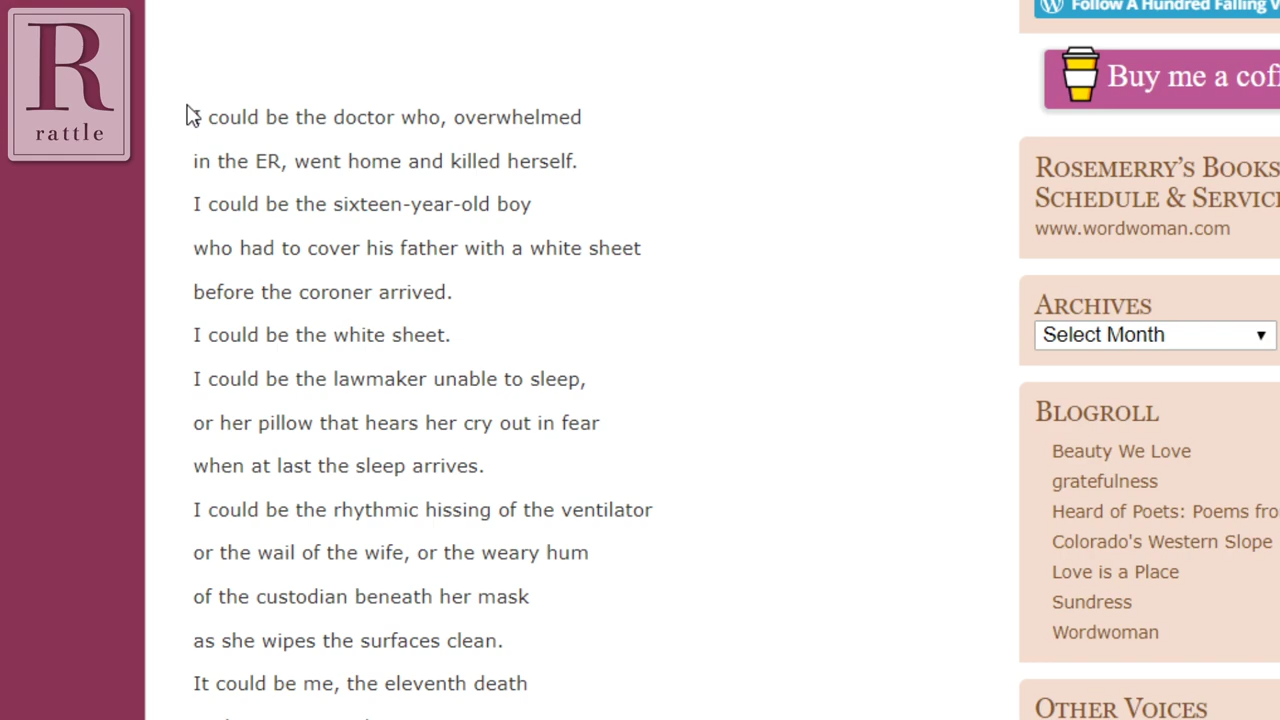 R
rattle
I could be the doctor who, overwhelmed
in the ER, went home and killed herself.
I could be the sixteen-year-old boy
who had to cover his father with a white sheet
before the coroner arrived.
I could be the white sheet.
I could be the lawmaker unable to sleep,
or her pillow that hears her cry out in fear
when at last the sleep arrives.
I could be the rhythmic hissing of the ventilator
or the wail of the wife, or the weary hum
of the custodian beneath her mask
as she wipes the surfaces clean.
It could be me, the eleventh death
Follow A Hundred Falling V
Buy me a cof
ROSEMERRY'S BOOKS
SCHEDULE & SERVIC
www.wordwoman.com
ARCHIVES
Select Month
BLOGROLL
Beauty We Love
gratefulness
Heard of Poets: Poems fro
Colorado's Western Slope
Love is a Place
Sundress
Wordwoman
OTHER VOICES